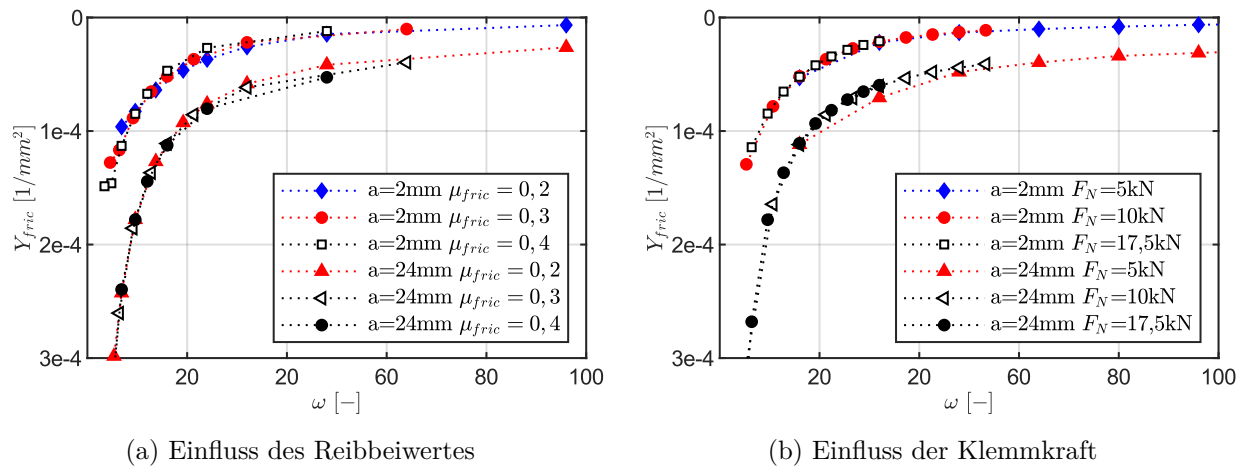 0
1e-4
2e-4
3e-4
Y_fric [1/mm²]
20 20 60 80 100
ω [−]
a=2mm μ_fric = 0, 2
a=2mm μ_fric = 0, 3
a=2mm μ_fric = 0, 4
a=24mm μ_fric = 0, 2
a=24mm μ_fric = 0, 3
a=24mm μ_fric = 0, 4
(a) Einfluss des Reibbeiwertes
0
1e-4
2e-4
3e-4
Y_fric [1/mm²]
20 20 60 80 100
ω [−]
a=2mm F_N=5kN
a=2mm F_N=10kN
a=2mm F_N=17,5kN
a=24mm F_N=5kN
a=24mm F_N=10kN
a=24mm F_N=17,5kN
(b) Einfluss der Klemmkraft